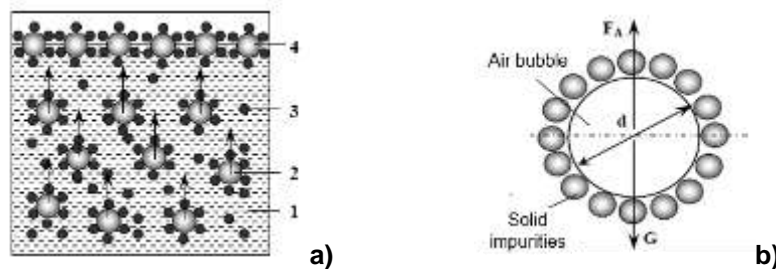 4
3
2
1
a)
F_A
Air bubble
d
Solid
impurities
G
b)